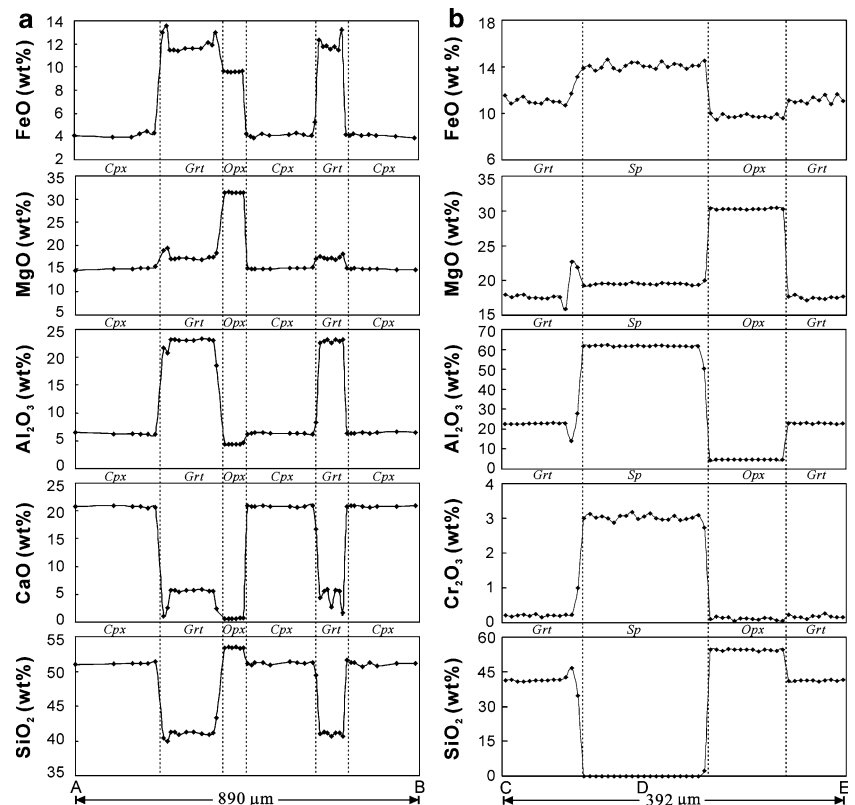 a
FeO (wt%)
14
12
10
8
6
4
2
Cpx Grt Opx Cpx Grt Cpx
MgO (wt%)
35
30
25
20
15
10
5
Cpx Grt Opx Cpx Grt Cpx
Al2O3 (wt%)
25
20
15
10
5
0
Cpx Grt Opx Cpx Grt Cpx
CaO (wt%)
25
20
15
10
5
0
Cpx Grt Opx Cpx Grt Cpx
SiO2 (wt%)
55
50
45
40
35
A B
890 μm
b
FeO (wt %)
18
14
10
6
Grt Sp Opx Grt
MgO (wt%)
35
30
20
15
Grt Sp Opx Grt
Al2O3 (wt%)
70
60
50
40
30
20
10
0
Grt Sp Opx Grt
Cr2O3 (wt%)
4
3
2
1
0
Grt Sp Opx Grt
SiO2 (wt%)
60
45
30
15
0
C D E
392 μm